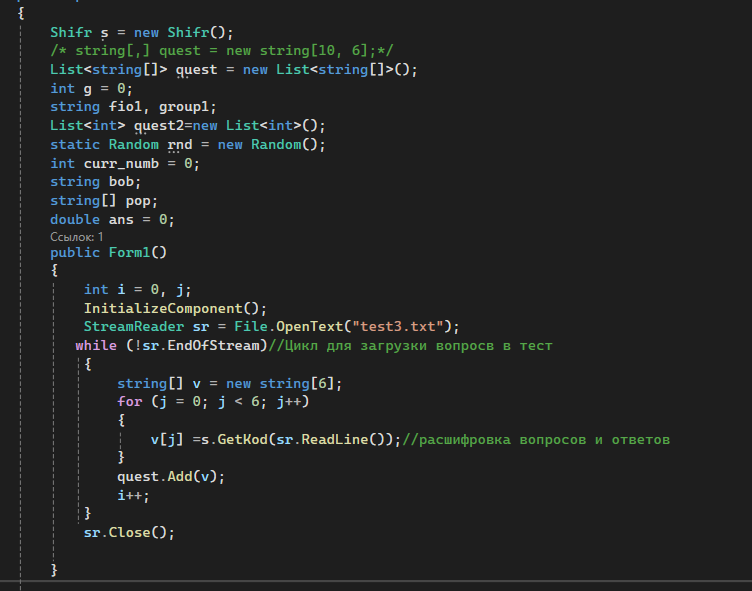 {
Shifr s = new Shifr();
/* string[,] quest = new string[10, 6];*/
List<string[]> quest = new List<string[]>();
int g = 0;
string fio1, group1;
List<int> quest2=new List<int>();
static Random rnd = new Random();
int curr_numb = 0;
string bob;
string[] pop;
double ans = 0;
Ссылок: 1
public Form1()
{
int i = 0, j;
InitializeComponent();
StreamReader sr = File.OpenText("test3.txt");
while (!sr.EndOfStream)//Цикл для загрузки вопросв в тест
{
string[] v = new string[6];
for (j = 0; j < 6; j++)
{
v[j] =s.GetKod(sr.ReadLine());//расшифровка вопросов и ответов
}
quest.Add(v);
i++;
}
sr.Close();
}